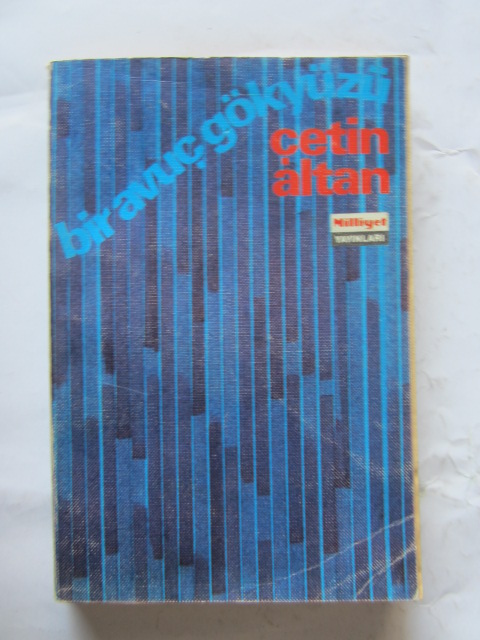 bir avuç gökyüzü
çetin
altan
Milliyet
YAYINLARI